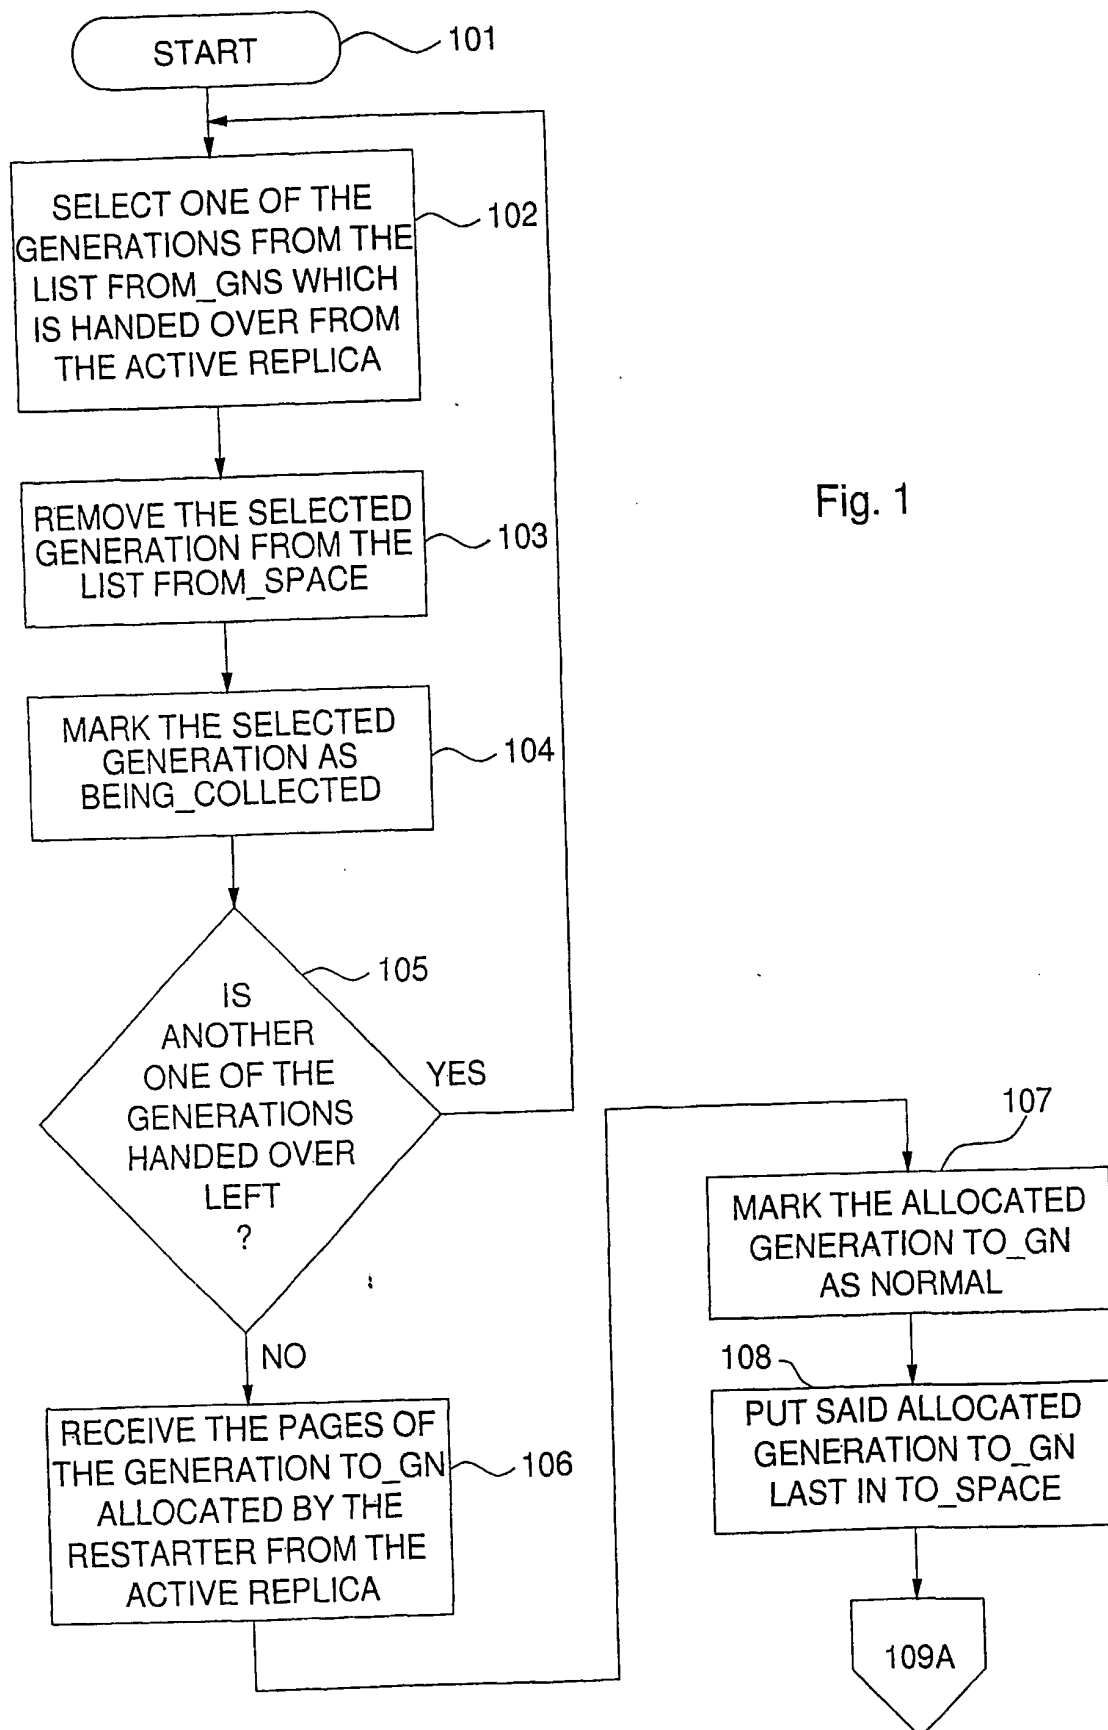 START
101
SELECT ONE OF THE
GENERATIONS FROM THE
LIST FROM_GNS WHICH
IS HANDED OVER FROM
THE ACTIVE REPLICA
102
REMOVE THE SELECTED
GENERATION FROM THE
LIST FROM_SPACE
103
Fig. 1
MARK THE SELECTED
GENERATION AS
BEING_COLLECTED
104
105
IS
ANOTHER
ONE OF THE
GENERATIONS
HANDED OVER
LEFT
?
YES
NO
RECEIVE THE PAGES OF
THE GENERATION TO_GN
ALLOCATED BY THE
RESTARTER FROM THE
ACTIVE REPLICA
106
107
MARK THE ALLOCATED
GENERATION TO_GN
AS NORMAL
108
PUT SAID ALLOCATED
GENERATION TO_GN
LAST IN TO_SPACE
109A